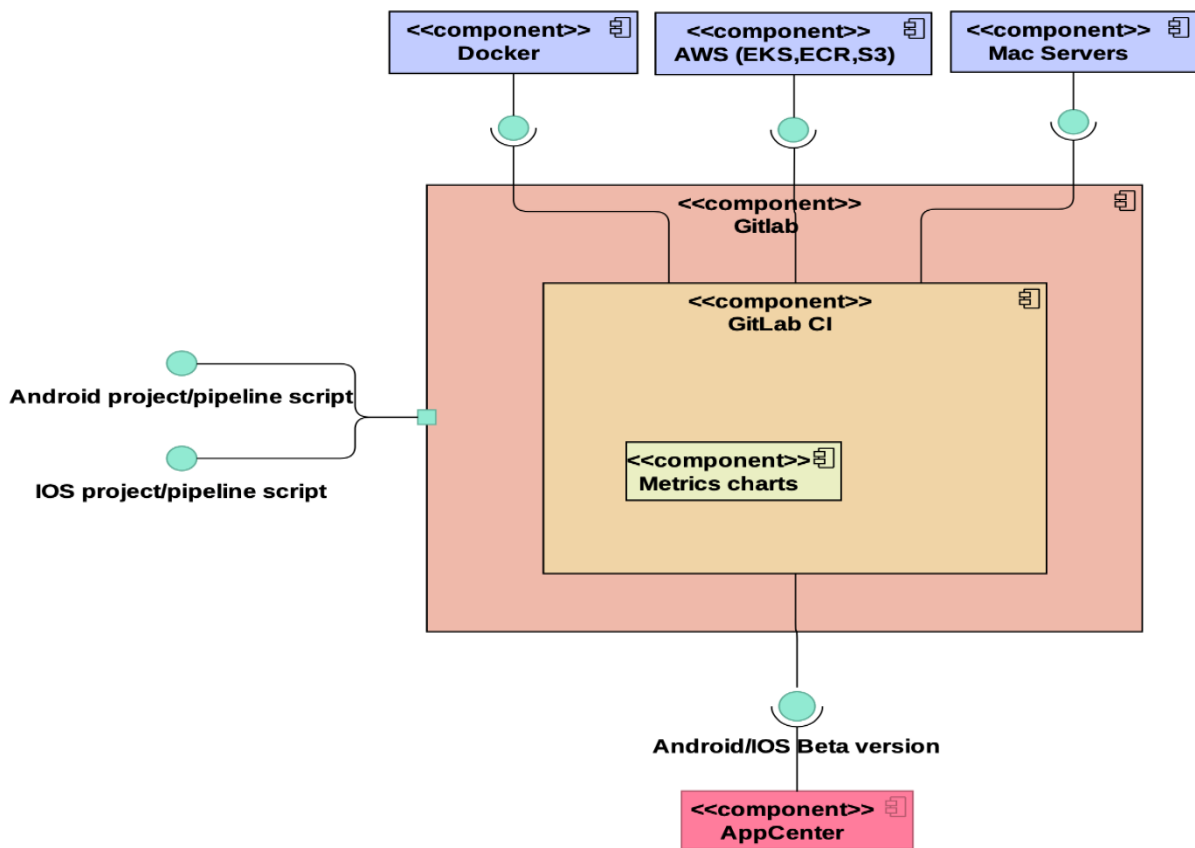 <<component>>
Docker
<<component>>
AWS (EKS,ECR,S3)
<<component>>
Mac Servers
<<component>>
Gitlab
<<component>>
GitLab CI
Android project/pipeline script
<<component>>
Metrics charts
IOS project/pipeline script
Android/IOS Beta version
<<component>>
AppCenter